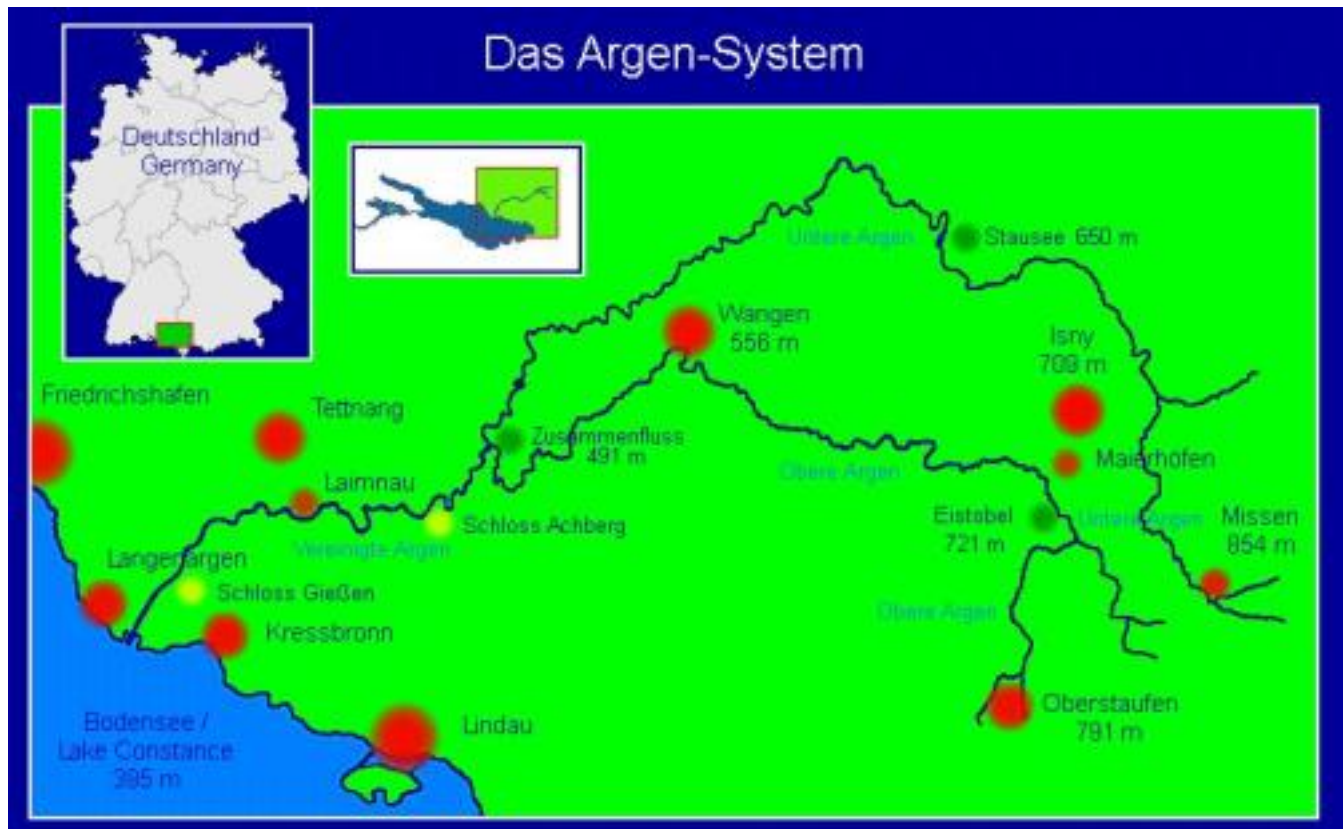 Das Argen-System
Deutschland
Germany
Untere Argen
Stausee 650 m
Wangen
556 m
Isny
709 m
Friedrichshafen
Tettnang
Zusammenfluss
491 m
Obere Argen
Maierhöfen
Laimnau
Schloss Achberg
Vereinigte Argen
Eistobel
721 m
Untere Argen
Missen
854 m
Langenargen
Schloss Gießen
Obere Argen
Kressbronn
Oberstaufen
791 m
Bodensee /
Lake Constance
395 m
Lindau